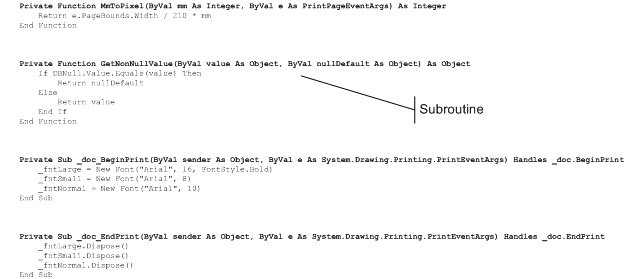 Private Function MmToPixel(ByVal mm As Integer, ByVal e As PrintPageEventArgs) As Integer
Return e.PageBounds.Width / 210 * mm
End Function
Private Function GetNonNullValue(ByVal value As Object, ByVal nullDefault As Object) As Object
If DBNull.Value.Equals(value) Then
Return nullDefault
Else
Return value
End If
End Function
Subroutine
Private Sub _doc_BeginPrint(ByVal sender As Object, ByVal e As System.Drawing.Printing.PrintEventArgs) Handles _doc.BeginPrint
_fntLarge = New Font("Arial", 16, FontStyle.Bold)
_fntSmall = New Font("Arial", 8)
_fntNormal = New Font("Arial", 10)
End Sub
Private Sub _doc_EndPrint(ByVal sender As Object, ByVal e As System.Drawing.Printing.PrintEventArgs) Handles _doc.EndPrint
_fntLarge.Dispose()
_fntSmall.Dispose()
_fntNormal.Dispose()
End Sub